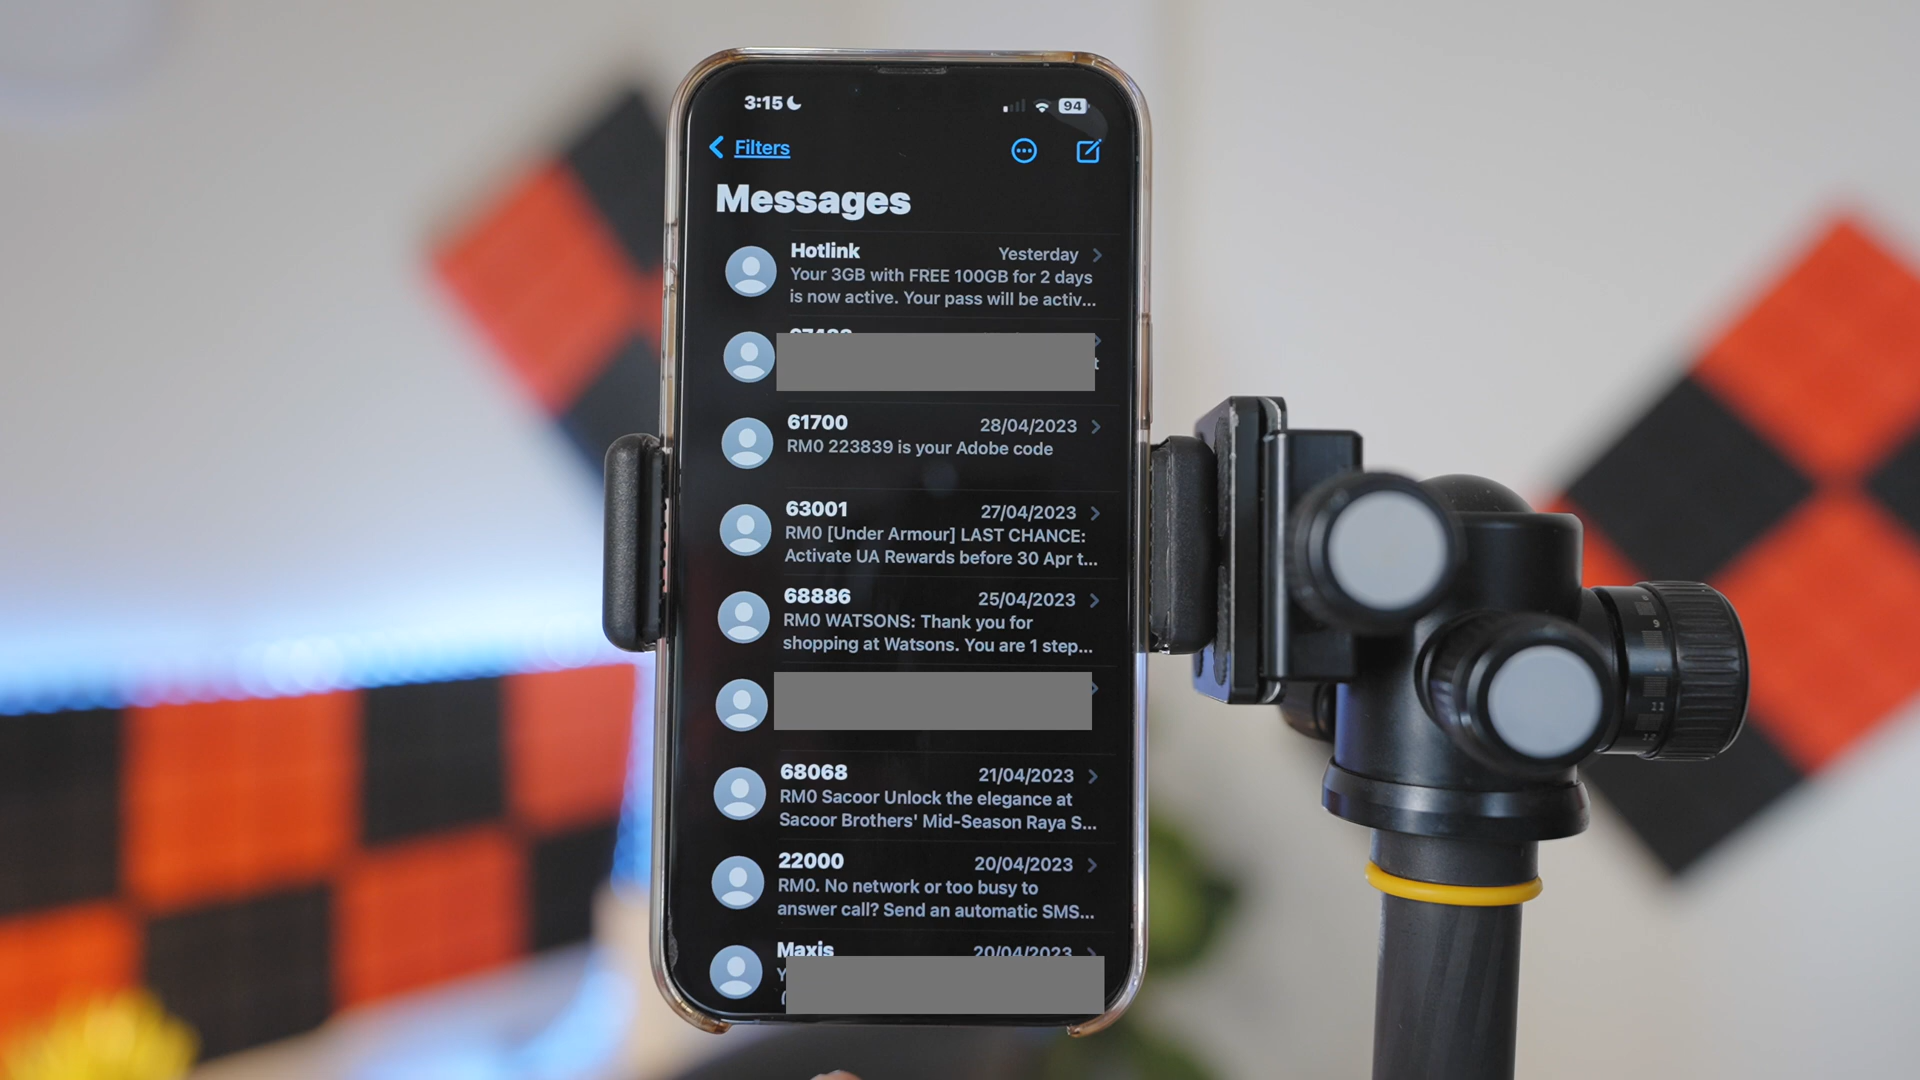 3:15
94
Filters
Messages
Hotlink Yesterday
Your 3GB with FREE 100GB for 2 days
is now active. Your pass will be activ...
61700 28/04/2023
RM0 223839 is your Adobe code
63001 27/04/2023
RM0 [Under Armour] LAST CHANCE:
Activate UA Rewards before 30 Apr t...
68886 25/04/2023
RM0 WATSONS: Thank you for
shopping at Watsons. You are 1 step...
68068 21/04/2023
RM0 Sacoor Unlock the elegance at
Sacoor Brothers' Mid-Season Raya S...
22000 20/04/2023
RM0. No network or too busy to
answer call? Send an automatic SMS...
Maxis 20/04/2023
9
11
12